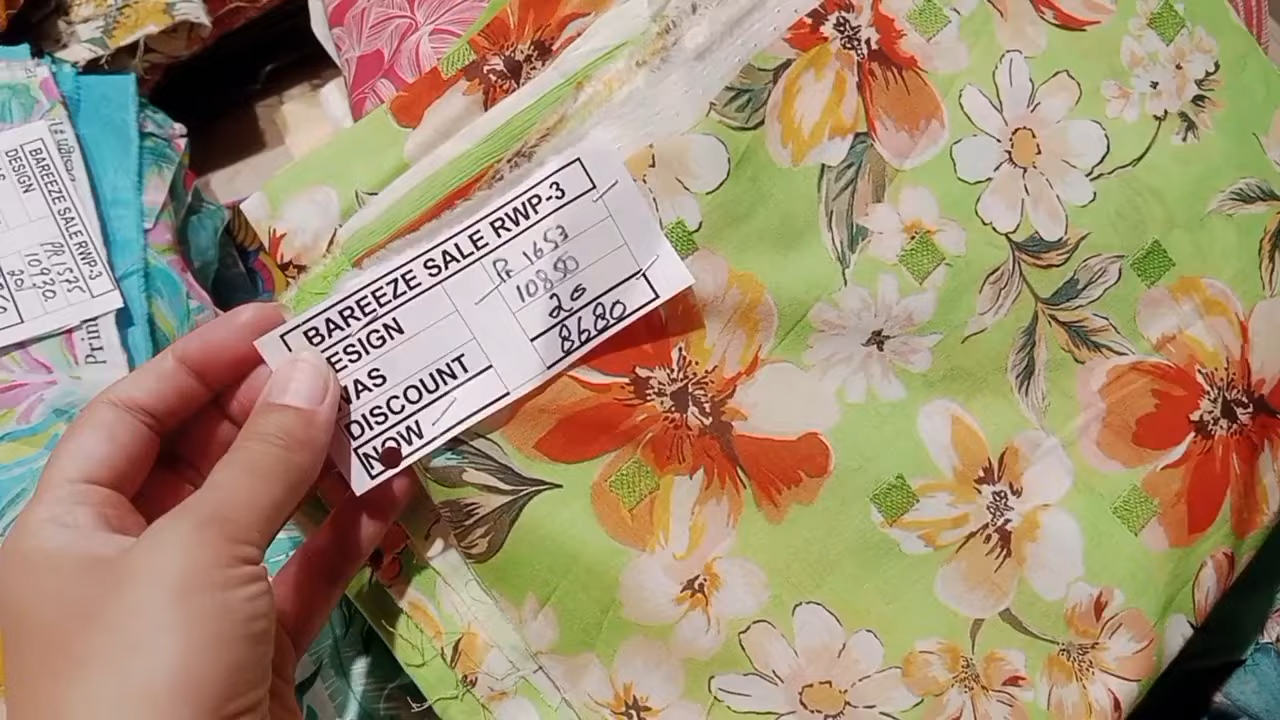 BAREEZE SALE RWP-3
ESIGN PR 1653
WAS 10850
DISCOUNT 20
NOW 8680
BAREEZE SALE RWP-3
DESIGN PR 1575
10930
20
Prin